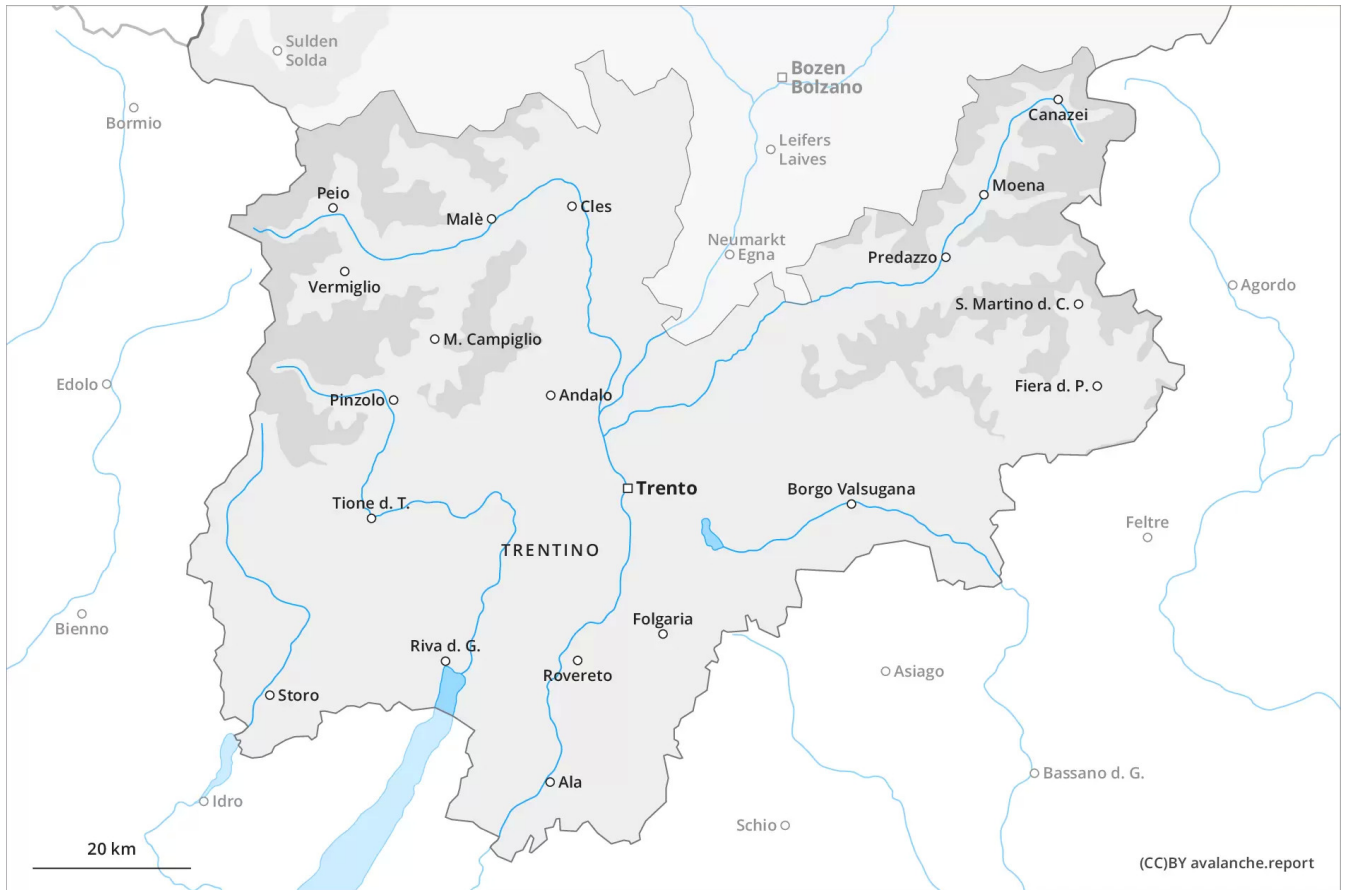 Sulden
Solda
Bozen
Bolzano
Bormio
Canazei
Leifers
Laives
Moena
Peio
Malè
Cles
Neumarkt
Egna
Predazzo
Vermiglio
Agordo
S. Martino d. C.
M. Campiglio
Edolo
Fiera d. P.
Pinzolo
Andalo
Trento
Borgo Valsugana
Tione d. T.
Feltre
TRENTINO
Bienno
Folgaria
Riva d. G.
Rovereto
Asiago
Storo
Bassano d. G.
Ala
Idro
Schio
20 km
(CC)BY avalanche.report